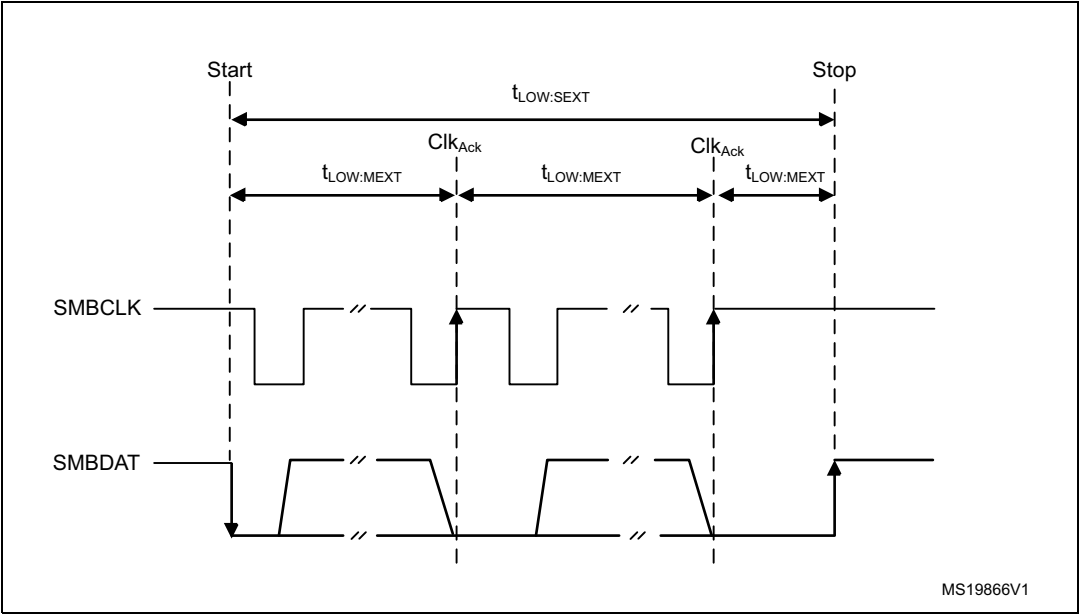 Start
Stop
tLOW:SEXT
ClkAck
ClkAck
tLOW:MEXT
tLOW:MEXT
tLOW:MEXT
SMBCLK
SMBDAT
MS19866V1